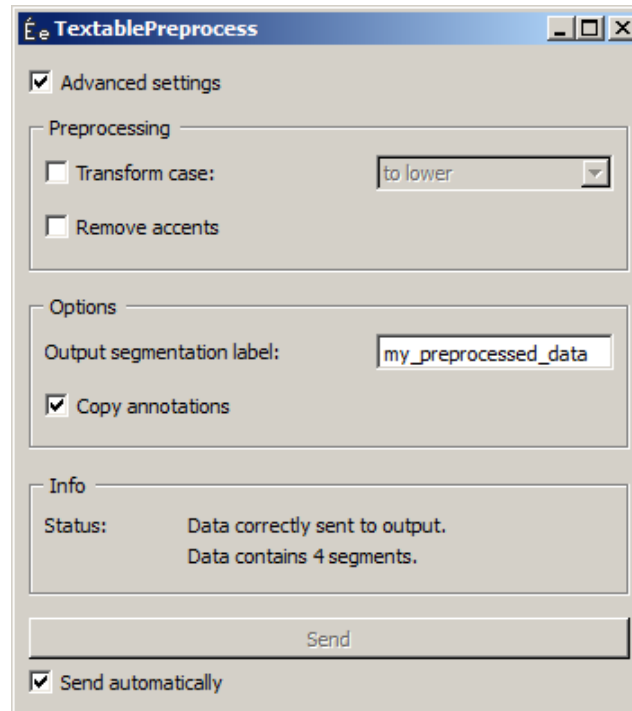 Ée TextablePreprocess
Advanced settings
Preprocessing
Transform case: to lower
Remove accents
Options
Output segmentation label: my_preprocessed_data
Copy annotations
Info
Status: Data correctly sent to output.
Data contains 4 segments.
Send
Send automatically